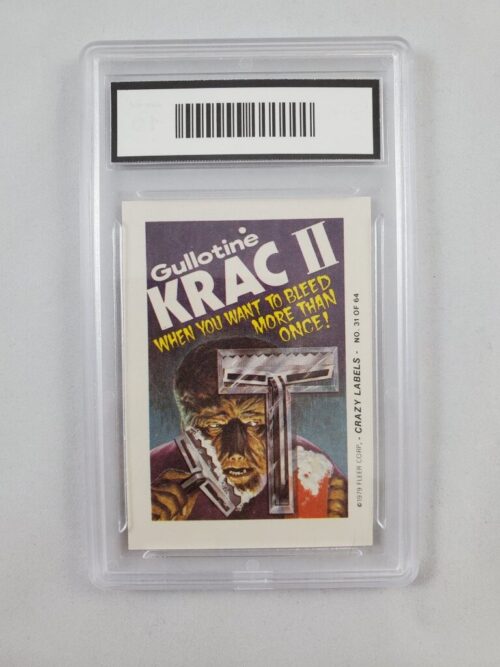 Gullotine
KRAC II
WHEN YOU WANT TO BLEED
MORE THAN
ONCE!
©1979 FLEER CORP. - CRAZY LABELS - NO. 31 OF 64